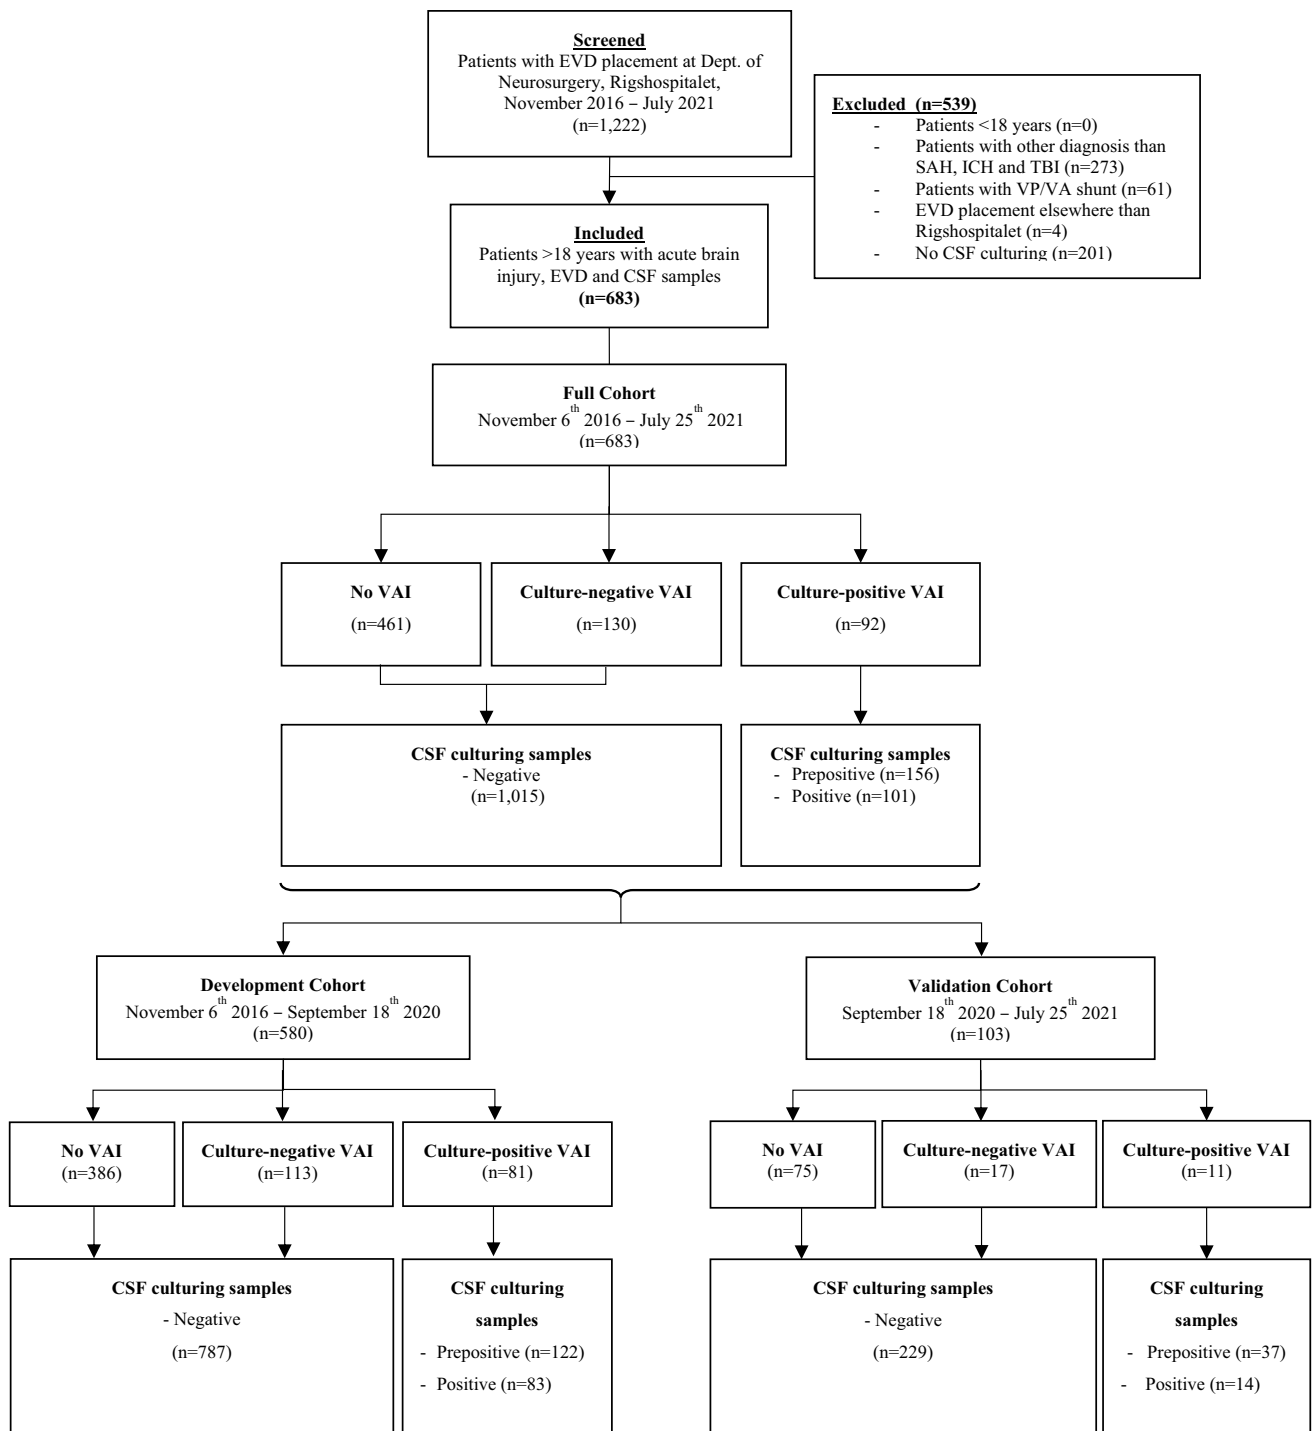 Screened
Patients with EVD placement at Dept. of
Neurosurgery, Rigshospitalet,
November 2016 – July 2021
(n=1,222)
Excluded (n=539)
- Patients <18 years (n=0)
- Patients with other diagnosis than
SAH, ICH and TBI (n=273)
- Patients with VP/VA shunt (n=61)
- EVD placement elsewhere than
Rigshospitalet (n=4)
- No CSF culturing (n=201)
Included
Patients >18 years with acute brain
injury, EVD and CSF samples
(n=683)
Full Cohort
November 6th 2016 – July 25th 2021
(n=683)
No VAI
(n=461)
Culture-negative VAI
(n=130)
Culture-positive VAI
(n=92)
CSF culturing samples
- Negative
(n=1,015)
CSF culturing samples
- Prepositive (n=156)
- Positive (n=101)
Development Cohort
November 6th 2016 – September 18th 2020
(n=580)
Validation Cohort
September 18th 2020 – July 25th 2021
(n=103)
No VAI
(n=386)
Culture-negative VAI
(n=113)
Culture-positive VAI
(n=81)
No VAI
(n=75)
Culture-negative VAI
(n=17)
Culture-positive VAI
(n=11)
CSF culturing samples
- Negative
(n=787)
CSF culturing
samples
- Prepositive (n=122)
- Positive (n=83)
CSF culturing samples
- Negative
(n=229)
CSF culturing
samples
- Prepositive (n=37)
- Positive (n=14)